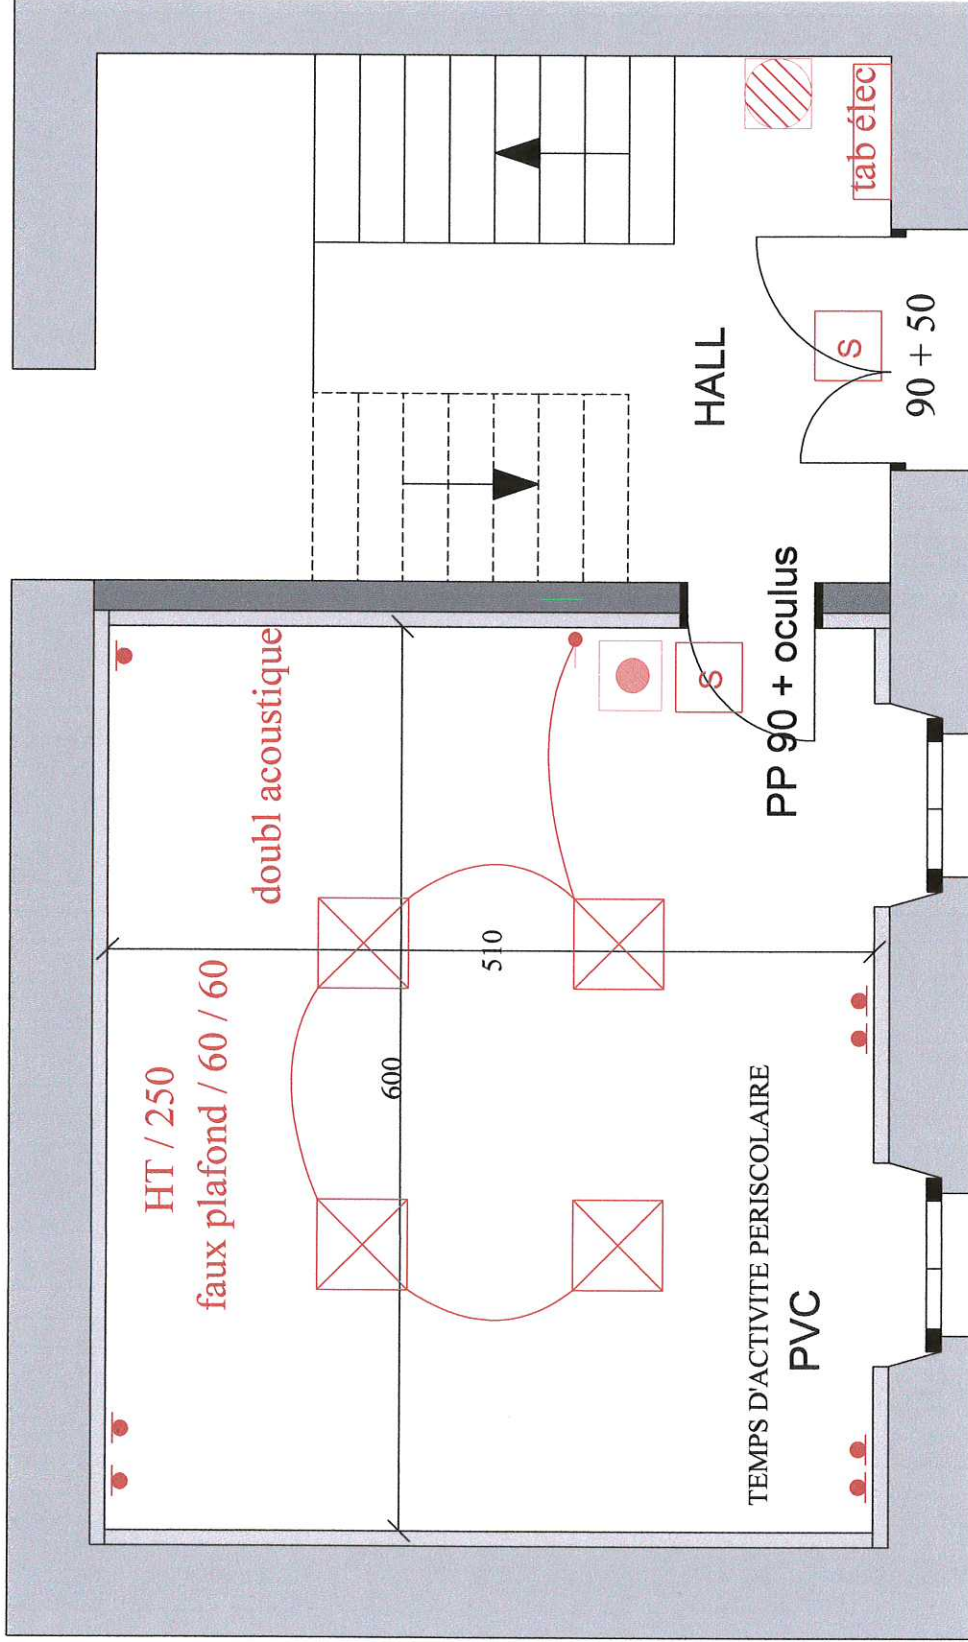 HT / 250
faux plafond / 60 / 60
doubl acoustique
600
510
TEMPS D'ACTIVITE PERISCOLAIRE
PVC
S
PP 90 + oculus
HALL
S
90 + 50
tab élec